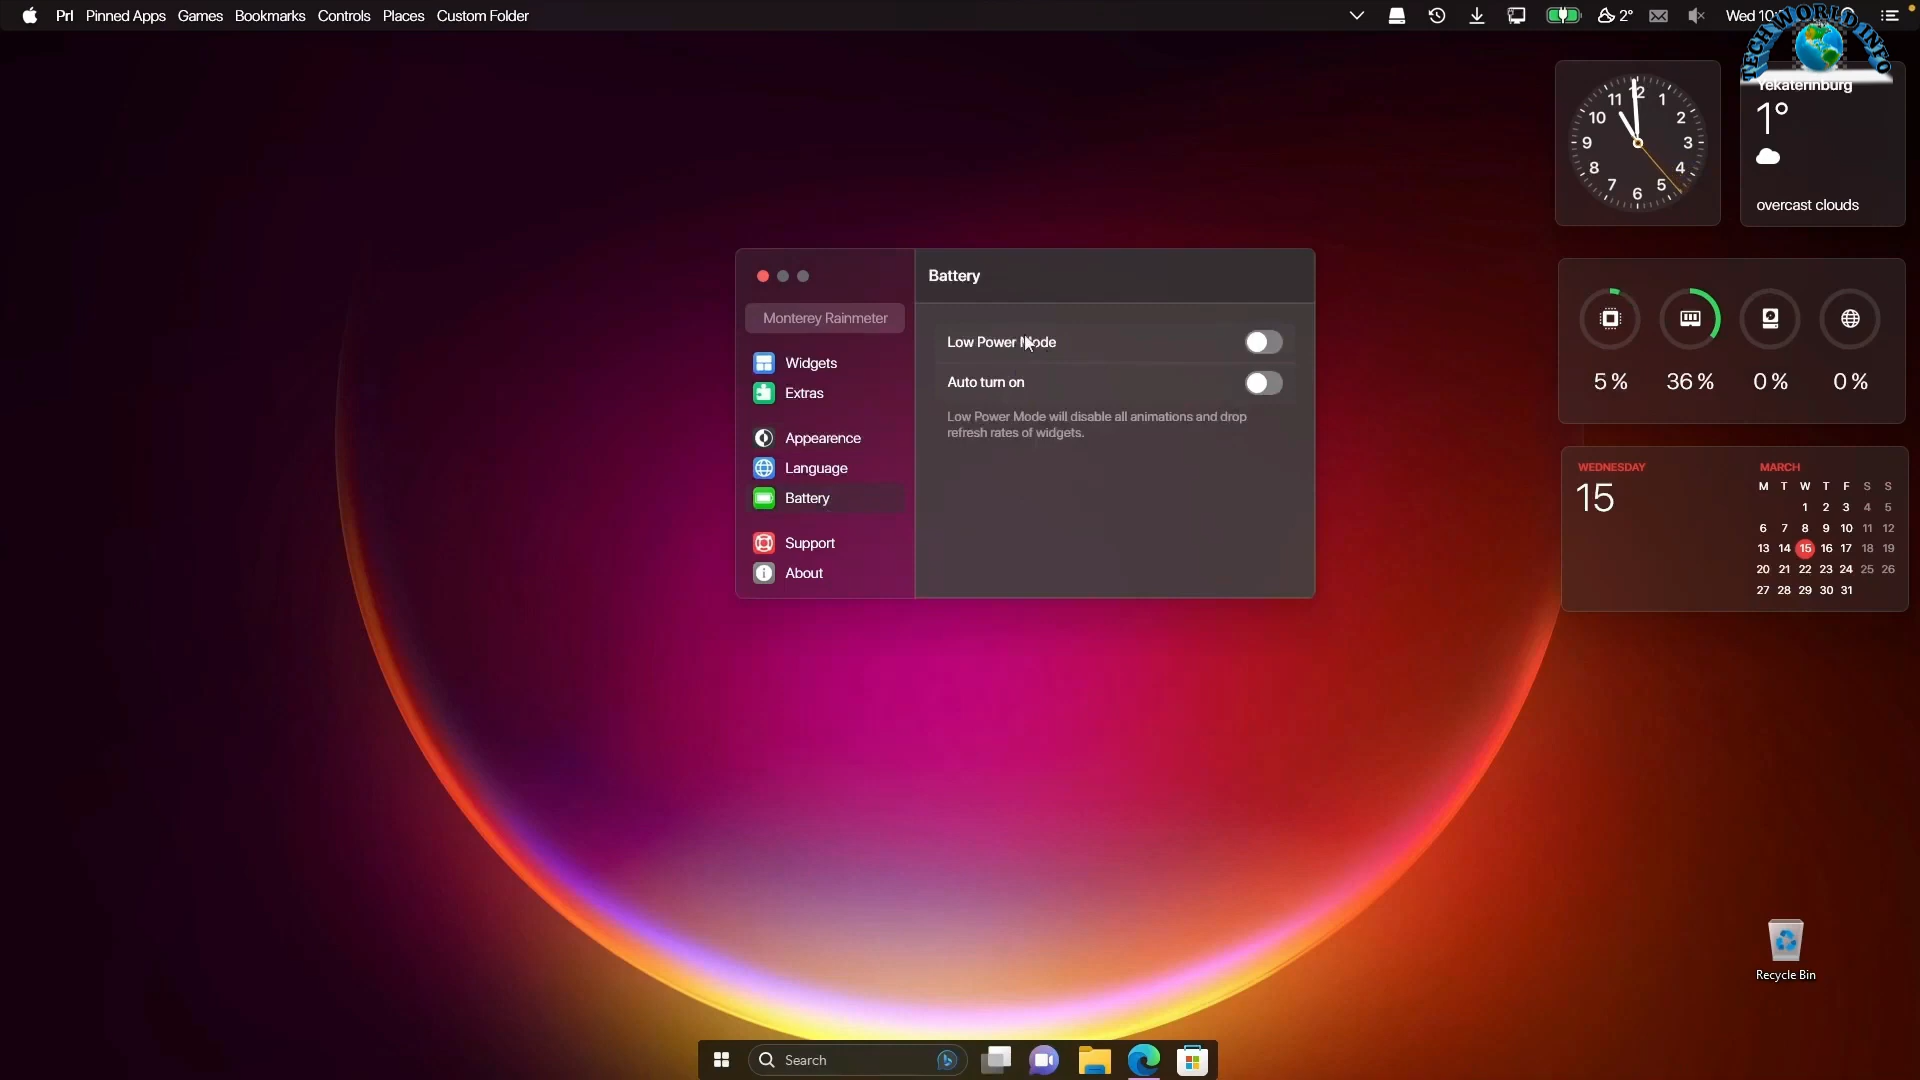 Prl Pinned Apps Games Bookmarks Controls Places Custom Folder
2° Wed 10
TECH WORLD INFO
12 1 2 3 4 5 6 7 8 9 10 11
Yekaterinburg
1°
overcast clouds
5 % 36 % 0 % 0 %
WEDNESDAY
15
MARCH
M T W T F S S
1 2 3 4 5
6 7 8 9 10 11 12
13 14 15 16 17 18 19
20 21 22 23 24 25 26
27 28 29 30 31
Monterey Rainmeter
Widgets
Extras
Appearence
Language
Battery
Support
About
Battery
Low Power Mode
Auto turn on
Low Power Mode will disable all animations and drop
refresh rates of widgets.
Recycle Bin
Search